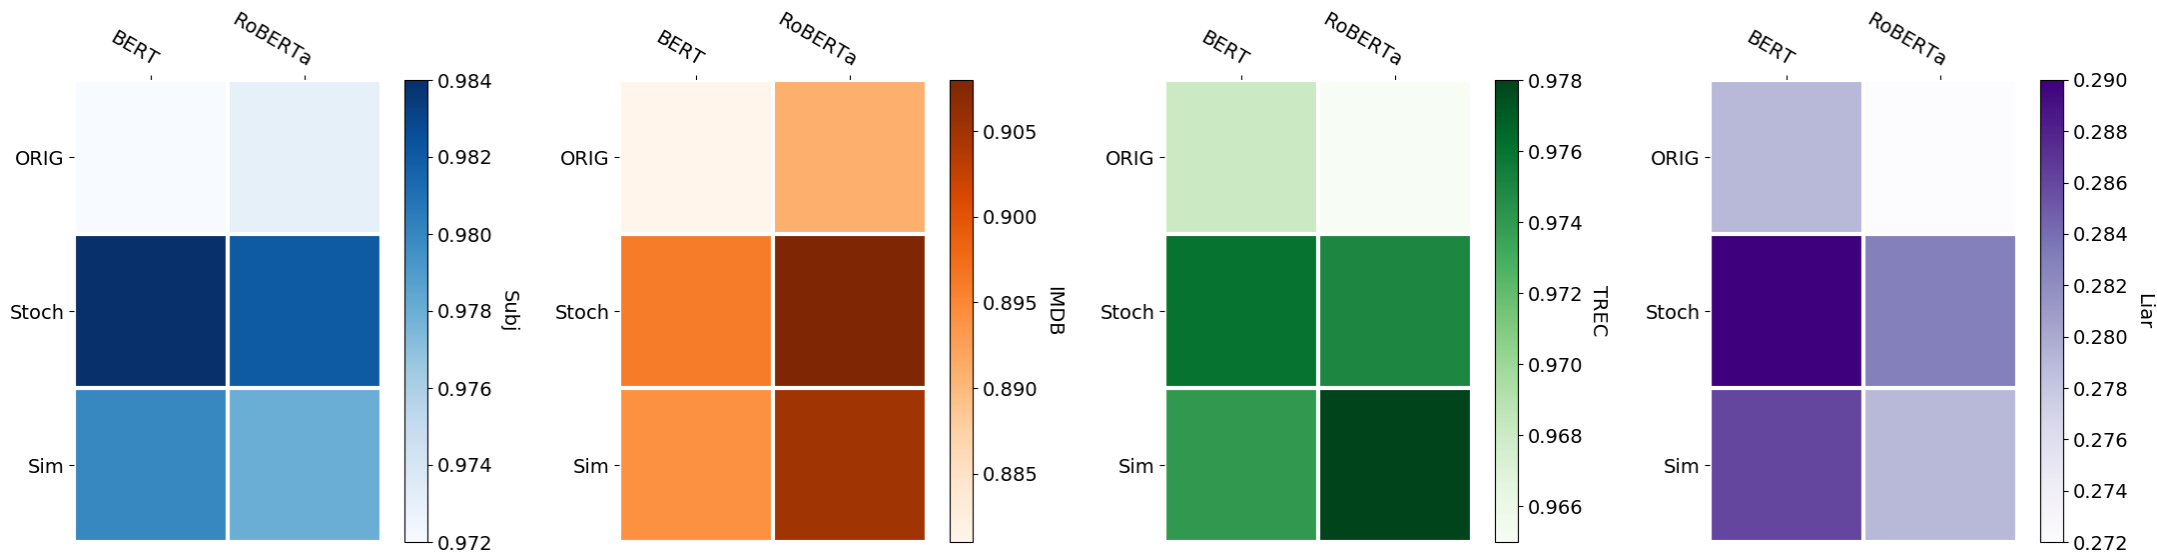 BERT
RoBERTa
ORIG
Stoch
Sim
0.984
0.982
0.980
0.978
0.976
0.974
0.972
Subj
BERT
RoBERTa
ORIG
Stoch
Sim
0.905
0.900
0.895
0.890
0.885
IMDB
BERT
RoBERTa
ORIG
Stoch
Sim
0.978
0.976
0.974
0.972
0.970
0.968
0.966
TREC
BERT
RoBERTa
ORIG
Stoch
Sim
0.290
0.288
0.286
0.284
0.282
0.280
0.278
0.276
0.274
0.272
Liar